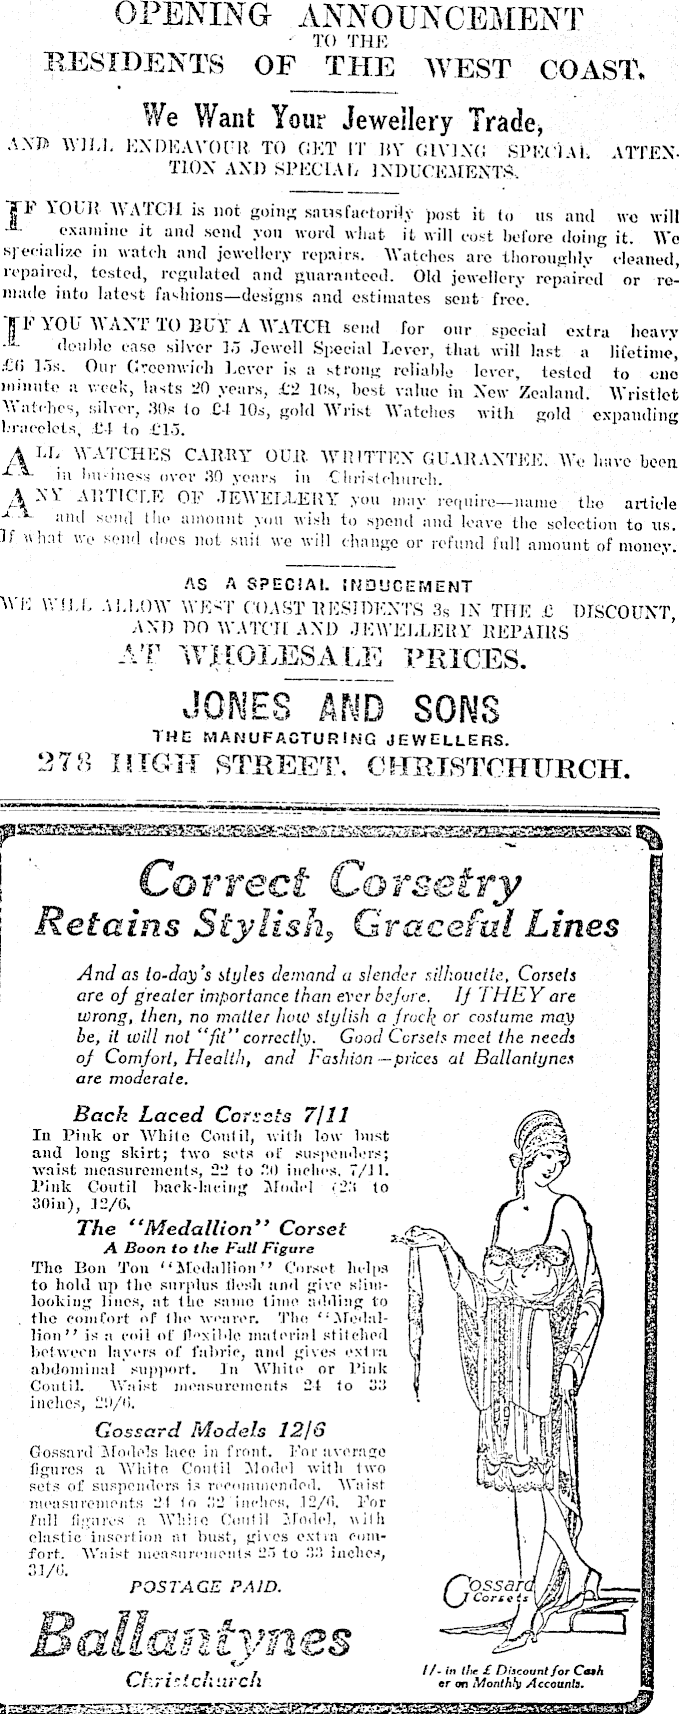 OPENING ANNOUNCEMENT
TO THE
RESIDENTS OF THE WEST COAST.
We Want Your Jewellery Trade,
AND WILL ENDEAVOUR TO GET IT BY GIVING SPECIAL ATTEN-
TION AND SPECIAL INDUCEMENTS.
IF YOUR WATCH is not going satisfactorily post it to us and we will
examine it and send you word what it will cost before doing it. We
specialize in watch and jewellery repairs. Watches are thoroughly cleaned,
repaired, tested, regulated and guaranteed. Old jewellery repaired or re-
made into latest fashions—designs and estimates sent free.
IF YOU WANT TO BUY A WATCH send for our special extra heavy
double case silver 15 Jewell Special Lever, that will last a lifetime,
£6 15s. Our Greenwich Lever is a strong reliable lever, tested to one
minute a week, lasts 20 years, £2 10s, best value in New Zealand. Wristlet
Watches, silver, 30s to £4 10s, gold Wrist Watches with gold expanding
bracelets, £4 to £15.
ALL WATCHES CARRY OUR WRITTEN GUARANTEE. We have been
in business over 30 years in Christchurch.
ANY ARTICLE OF JEWELLERY you may require—name the article
and send the amount you wish to spend and leave the selection to us.
If what we send does not suit we will change or refund full amount of money.
AS A SPECIAL INDUCEMENT
WE WILL ALLOW WEST COAST RESIDENTS 3s IN THE £ DISCOUNT,
AND DO WATCH AND JEWELLERY REPAIRS
AT WHOLESALE PRICES.
JONES AND SONS
THE MANUFACTURING JEWELLERS.
278 HIGH STREET, CHRISTCHURCH.
Correct Corsetry
Retains Stylish, Graceful Lines
And as to-day's styles demand a slender silhouette, Corsets
are of greater importance than ever before. If THEY are
wrong, then, no matter how stylish a frock or costume may
be, it will not "fit" correctly. Good Corsets meet the needs
of Comfort, Health, and Fashion—prices at Ballantynes
are moderate.
Back Laced Corsets 7/11
In Pink or White Coutil, with low bust
and long skirt; two sets of suspenders;
waist measurements, 22 to 30 inches, 7/11.
Pink Coutil back-lacing Model (23 to
30in), 12/6.
The "Medallion" Corset
A Boon to the Full Figure
The Bon Ton "Medallion" Corset helps
to hold up the surplus flesh and give slim-
looking lines, at the same time adding to
the comfort of the wearer. The "Medal-
lion" is a coil of flexible material stitched
between layers of fabric, and gives extra
abdominal support. In White or Pink
Coutil. Waist measurements 24 to 33
inches, 29/6.
Gossard Models 12/6
Gossard Models lace in front. For average
figures a White Coutil Model with two
sets of suspenders is recommended. Waist
measurements 21 to 32 inches, 12/6. For
full figures a White Coutil Model, with
elastic insertion at bust, gives extra com-
fort. Waist measurements 25 to 33 inches,
31/6.
POSTAGE PAID.
Gossard
Corsets
Ballantynes
Christchurch
1/- in the £ Discount for Cash
er on Monthly Accounts.